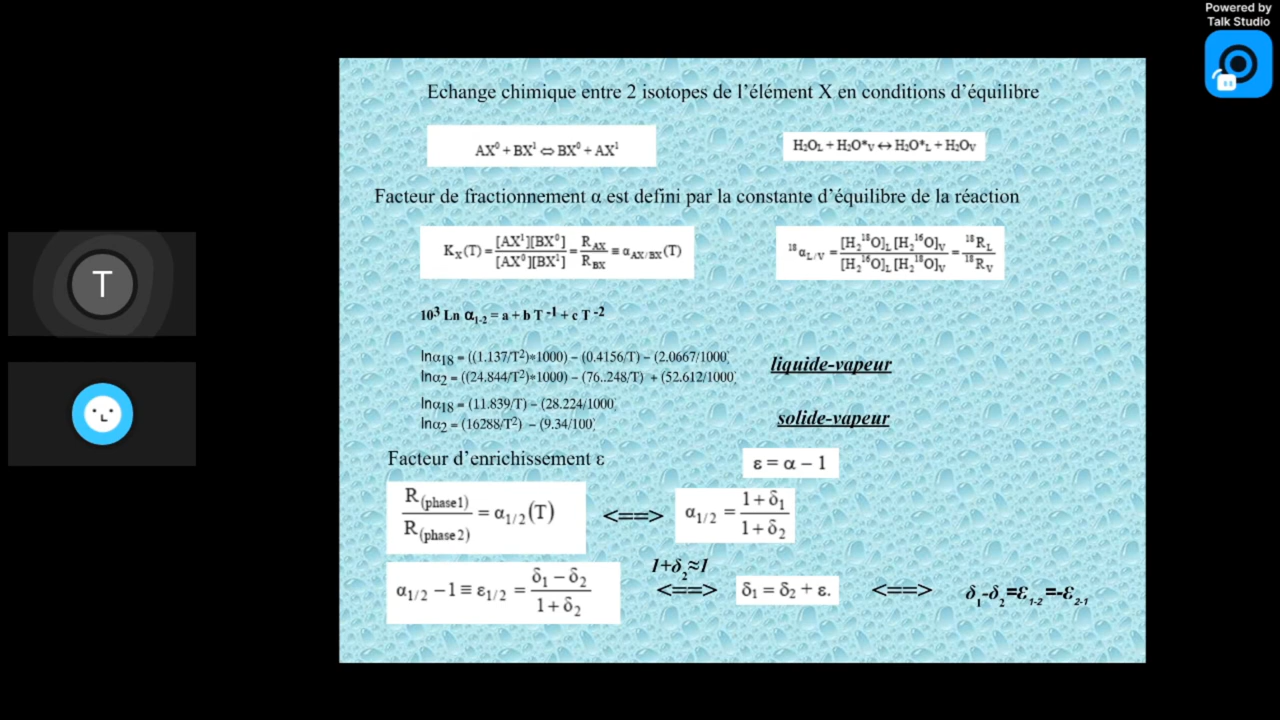 Powered by
Talk Studio
Echange chimique entre 2 isotopes de l'élément X en conditions d'équilibre
AX⁰ + BX¹ ⇔ BX⁰ + AX¹
H₂O_L + H₂O*_V ↔ H₂O*_L + H₂O_V
Facteur de fractionnement α est defini par la constante d'équilibre de la réaction
K_X(T) = [AX¹][BX⁰] / [AX⁰][BX¹] = R_AX / R_BX ≡ α_AX/BX(T)
¹⁸α_L/V = [H₂¹⁸O]_L [H₂¹⁶O]_V / [H₂¹⁶O]_L [H₂¹⁸O]_V = ¹⁸R_L / ¹⁸R_V
10³ Ln α₁₋₂ = a + b T⁻¹ + c T⁻²
lnα₁₈ = ((1.137/T²)*1000) – (0.4156/T) – (2.0667/1000)
liquide-vapeur
lnα₂ = ((24.844/T²)*1000) – (76..248/T) + (52.612/1000)
lnα₁₈ = (11.839/T) – (28.224/1000)
solide-vapeur
lnα₂ = (16288/T²) – (9.34/100)
Facteur d'enrichissement ε
ε = α – 1
R(phase1) / R(phase 2) = α₁/₂(T)
<==>
α₁/₂ = 1 + δ₁ / 1 + δ₂
α₁/₂ – 1 ≡ ε₁/₂ = δ₁ – δ₂ / 1 + δ₂
1+δ₂≈1
<==>
δ₁ = δ₂ + ε.
<==>
δ₁-δ₂=ε₁₋₂=-ε₂₋₁
T